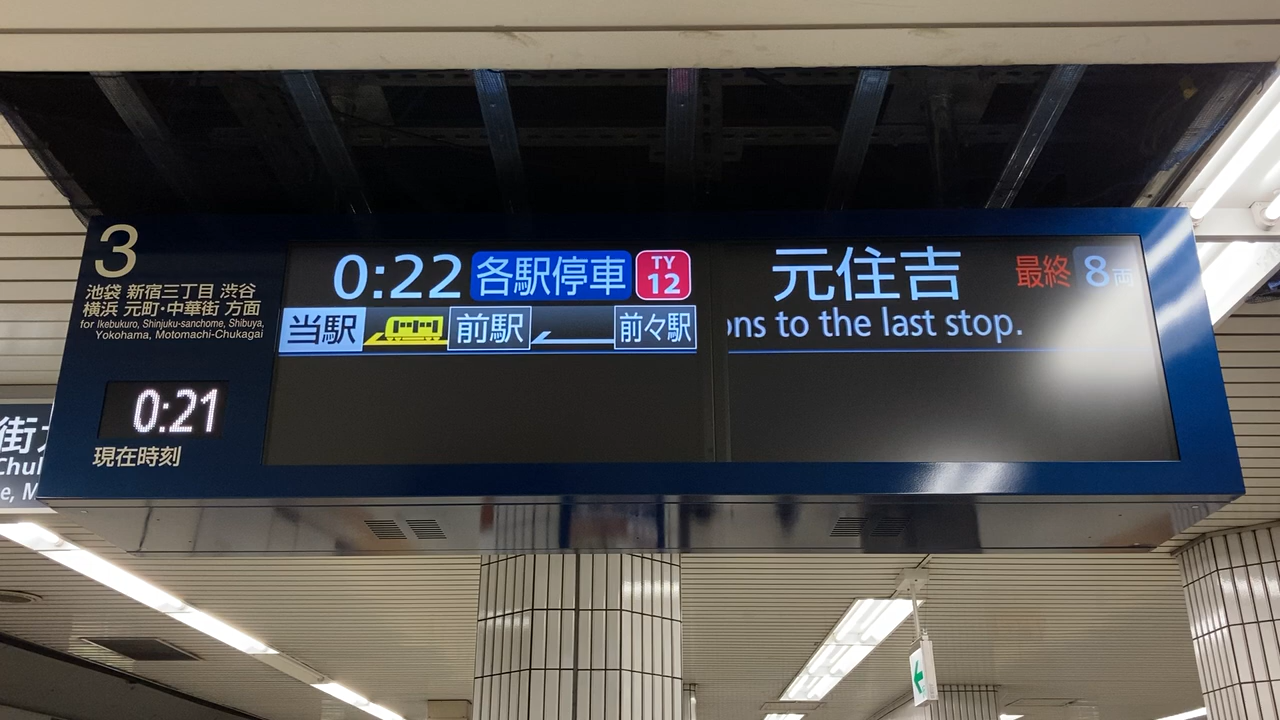 3
池袋 新宿三丁目 渋谷
横浜 元町・中華街 方面
for Ikebukuro, Shinjuku-sanchome, Shibuya,
Yokohama, Motomachi-Chukagai
0:21
現在時刻
0:22 各駅停車 TY 12
当駅 前駅 前々駅
元住吉 最終 8両
ons to the last stop.
街
Chu
e, M